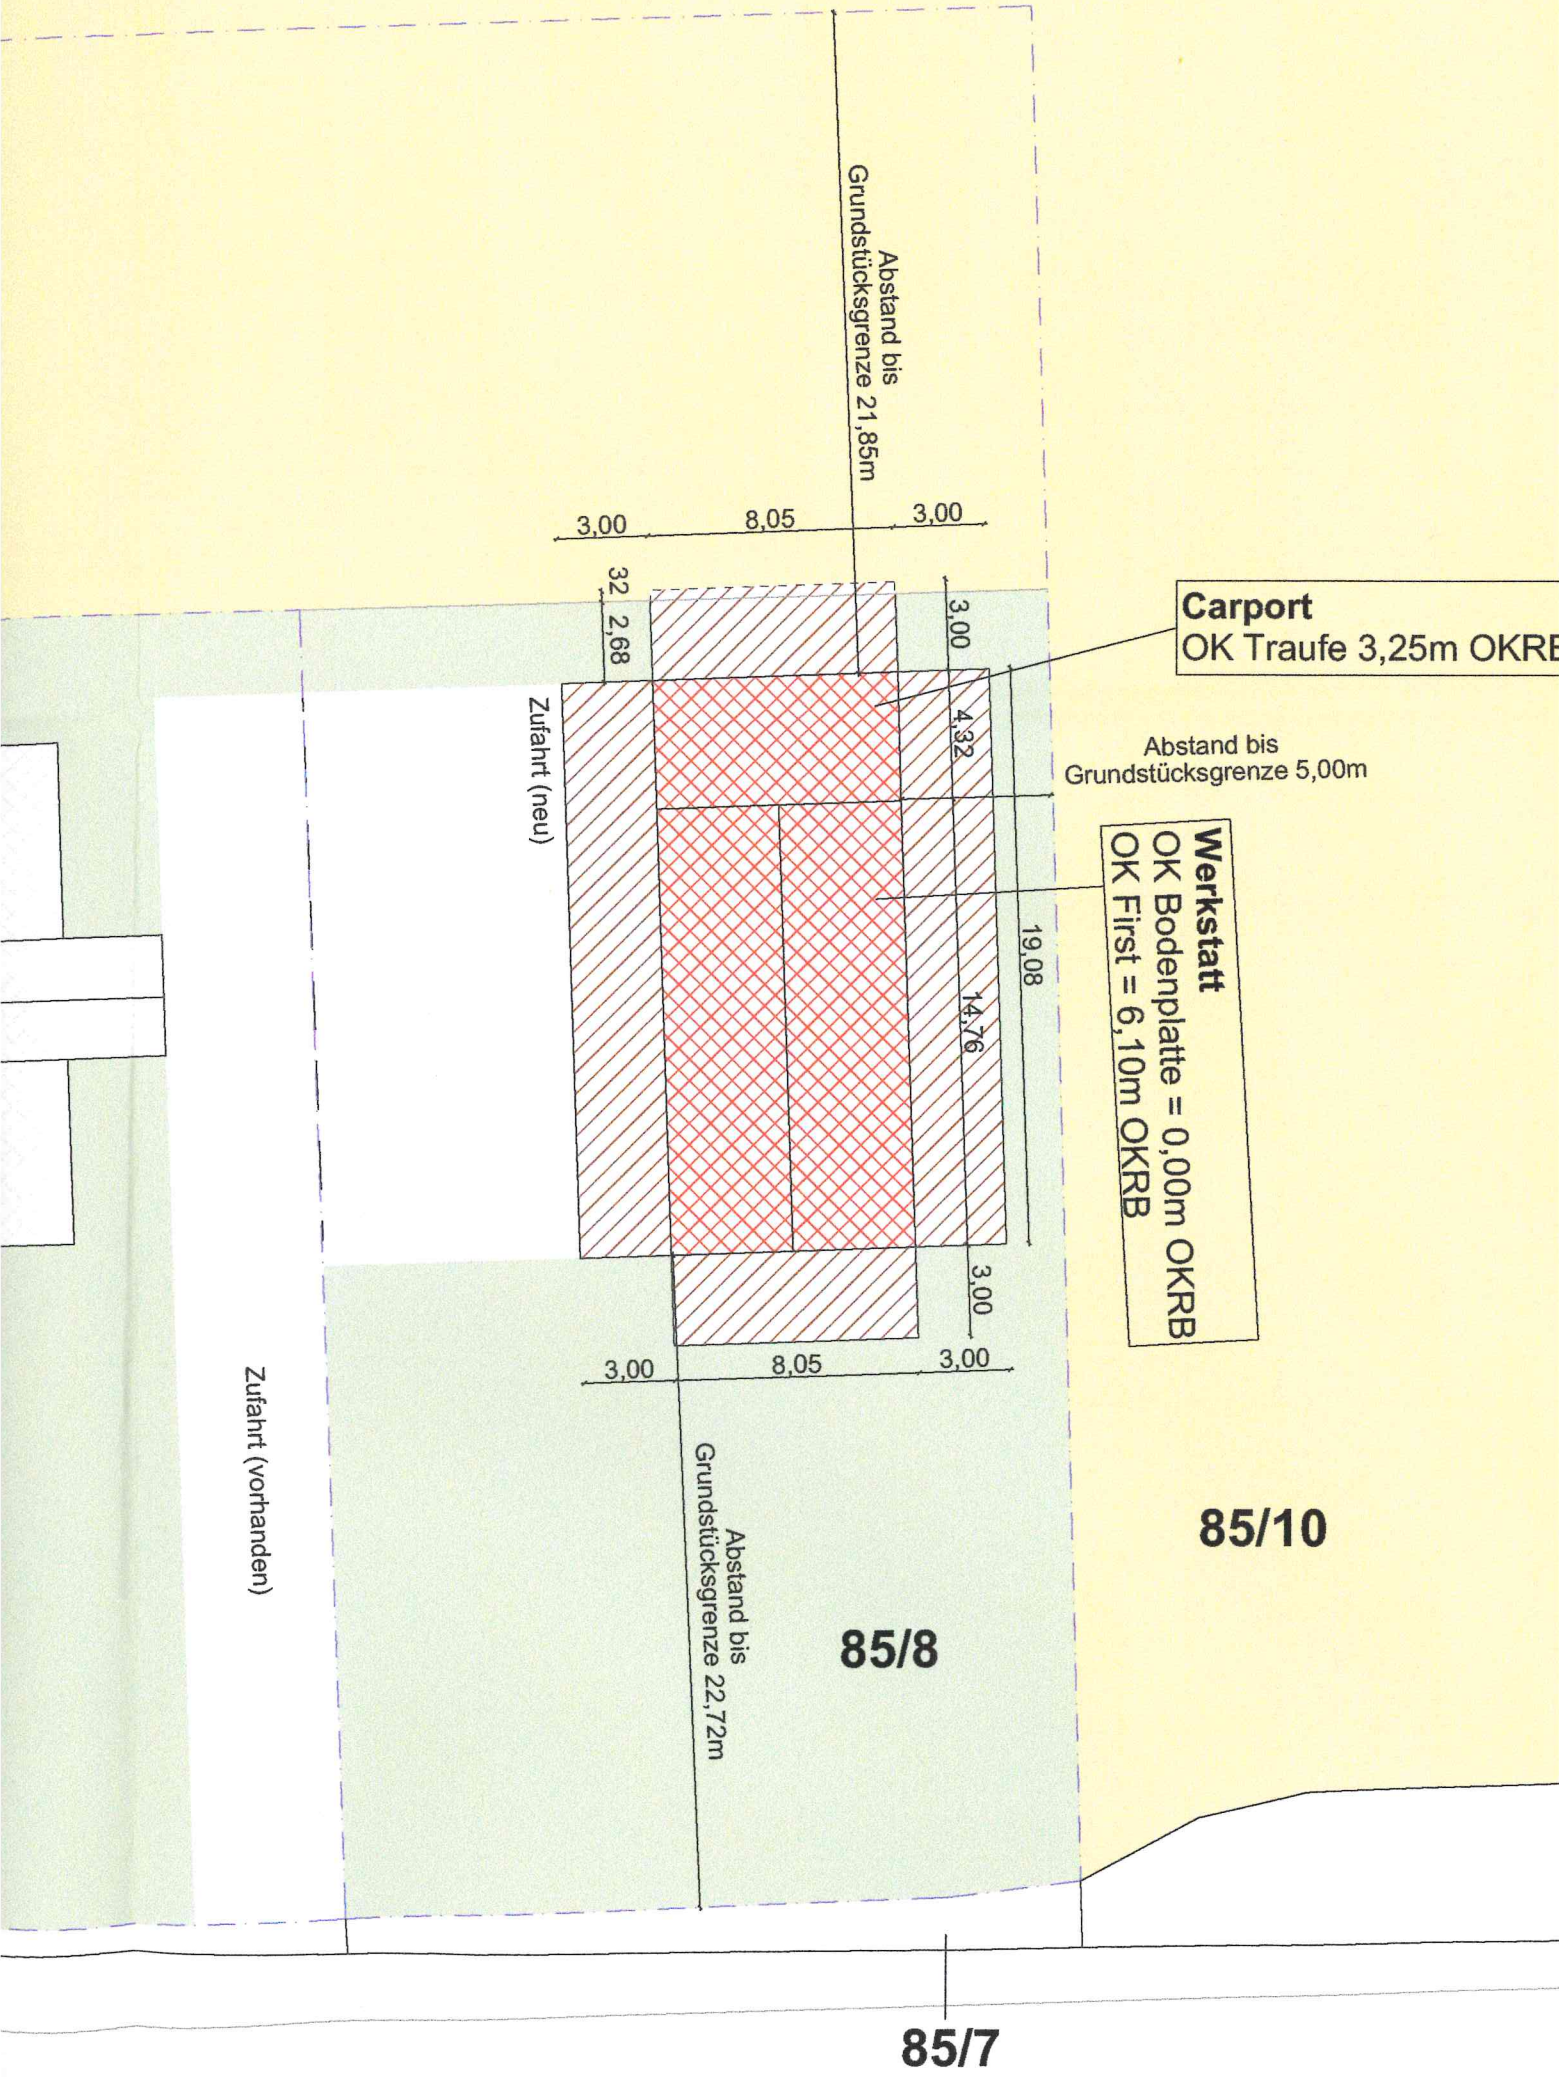 Abstand bis
Grundstücksgrenze 21,85m
3,00
8,05
3,00
32
2,68
3,00
Carport
OK Traufe 3,25m OKRB
Zufahrt (neu)
4,32
Abstand bis
Grundstücksgrenze 5,00m
Werkstatt
OK Bodenplatte = 0,00m OKRB
OK First = 6,10m OKRB
19,08
14,76
3,00
3,00
8,05
3,00
Zufahrt (vorhanden)
Abstand bis
Grundstücksgrenze 22,72m
85/10
85/8
85/7